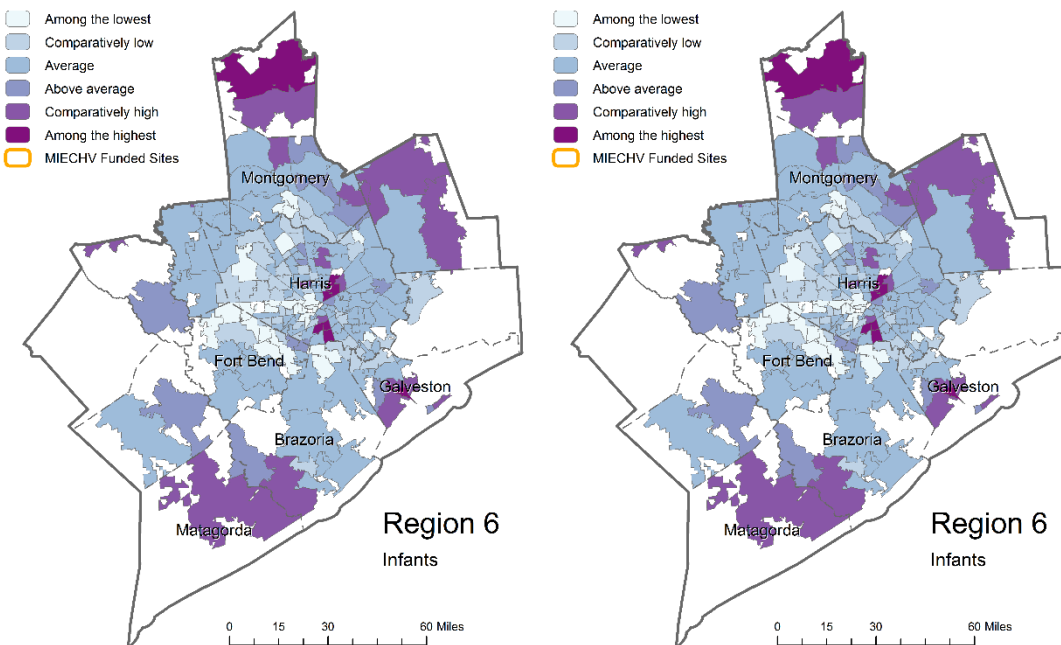 Among the lowest
Comparatively low
Average
Above average
Comparatively high
Among the highest
MIECHV Funded Sites
Montgomery
Harris
Fort Bend
Galveston
Brazoria
Matagorda
Region 6
Infants
0 15 30 60 Miles
Among the lowest
Comparatively low
Average
Above average
Comparatively high
Among the highest
MIECHV Funded Sites
Montgomery
Harris
Fort Bend
Galveston
Brazoria
Matagorda
Region 6
Infants
0 15 30 60 Miles